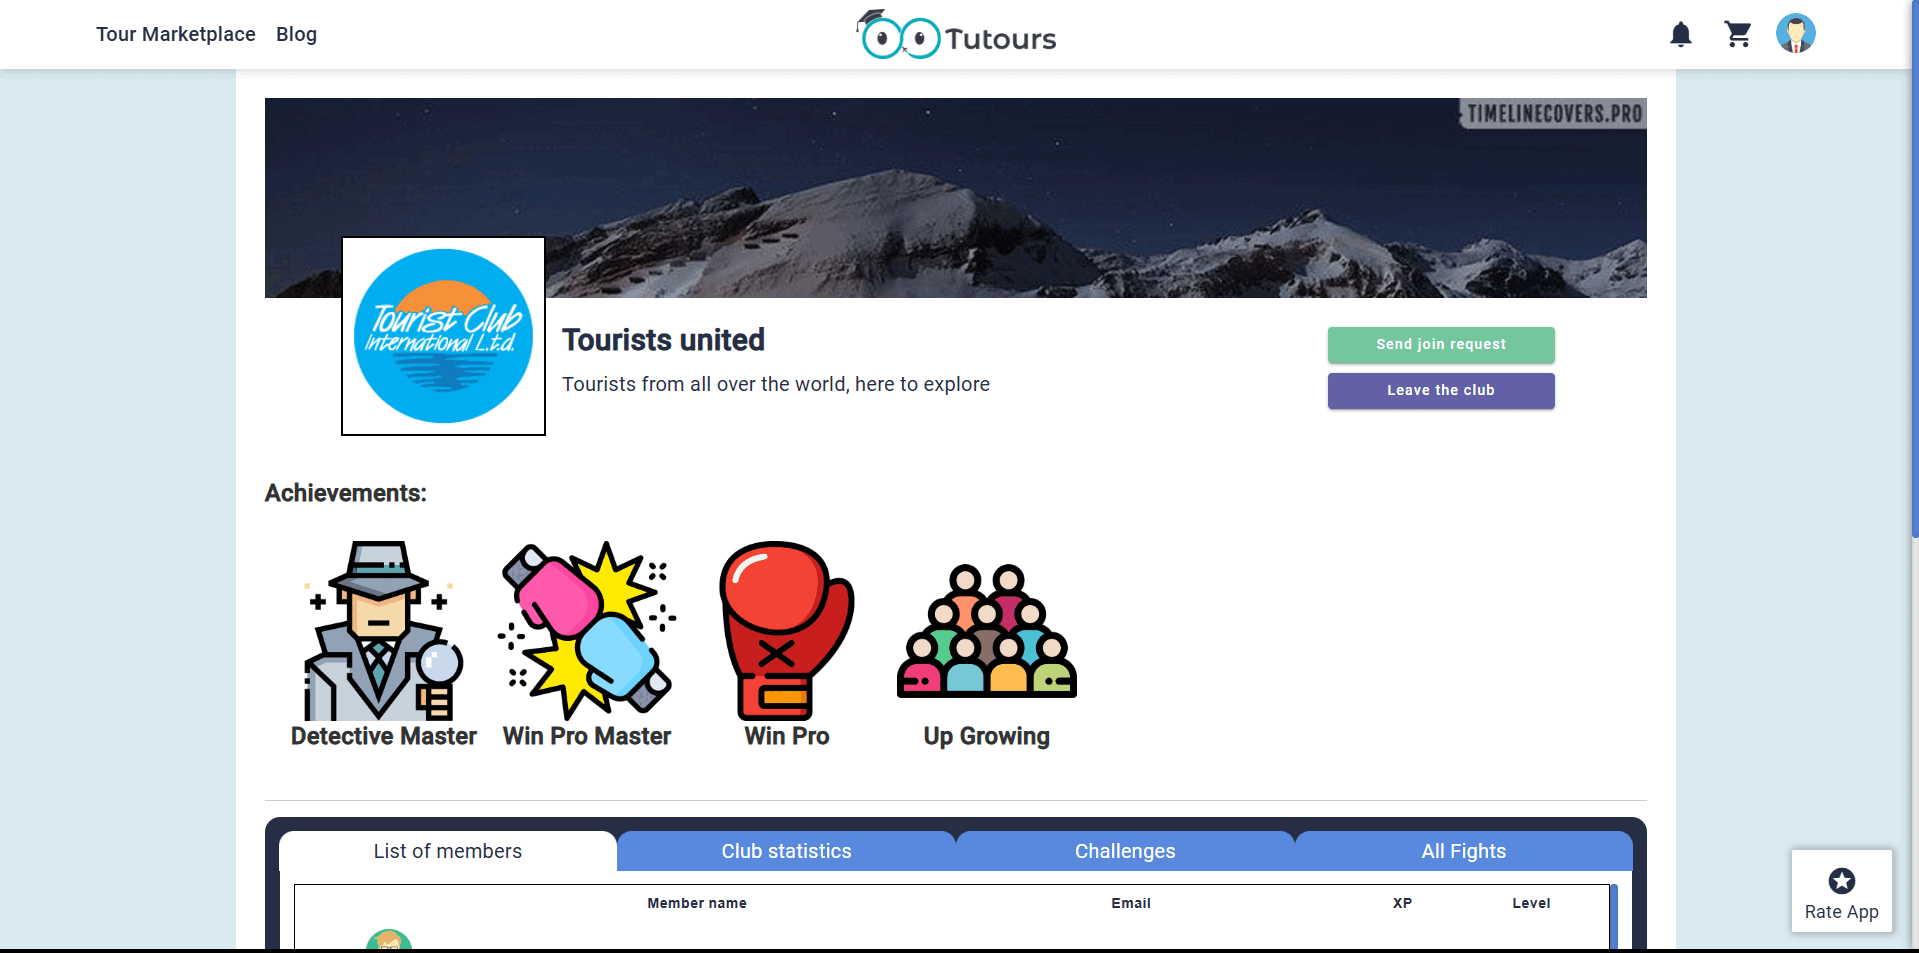 Tour Marketplace Blog
Tutours
TIMELINECOVERS.PRO
Tourist Club
International L.t.d.
Tourists united
Tourists from all over the world, here to explore
Send join request
Leave the club
Achievements:
Detective Master Win Pro Master Win Pro Up Growing
List of members Club statistics Challenges All Fights
Member name Email XP Level
Rate App